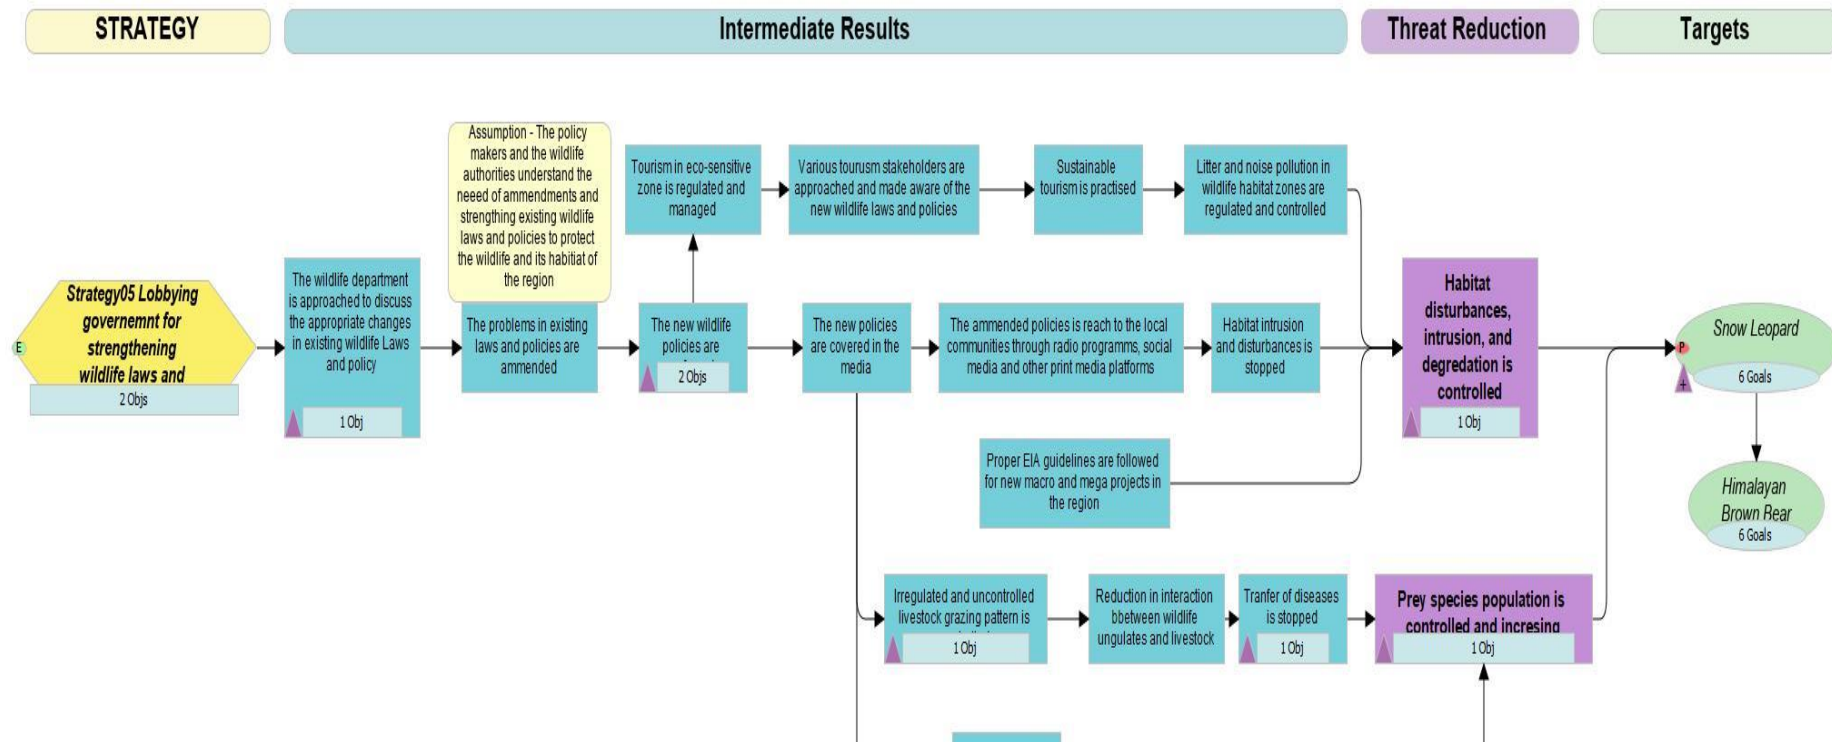 STRATEGY
Intermediate Results
Threat Reduction
Targets
Assumption - The policy
makers and the wildlife
authorities understand the
neeed of ammendments and
strengthing existing wildlife
laws and policies to protect
the wildlife and its habitiat of
the region
Tourism in eco-sensitive
zone is regulated and
managed
Various tourusm stakeholders are
approached and made aware of the
new wildlife laws and policies
Sustainable
tourism is practised
Litter and noise pollution in
wildlife habitat zones are
regulated and controlled
Strategy05 Lobbying
governemnt for
strengthening
wildlife laws and
2 Objs
E
The wildlife department
is approached to discuss
the appropriate changes
in existing wildlife Laws
and policy
1 Obj
The problems in existing
laws and policies are
ammended
The new wildlife
policies are
2 Objs
The new policies
are covered in the
media
The ammended policies is reach to the local
communities through radio programms, social
media and other print media platforms
Habitat intrusion
and disturbances is
stopped
Habitat
disturbances,
intrusion, and
degredation is
controlled
1 Obj
Snow Leopard
P
6 Goals
+
Proper EIA guidelines are followed
for new macro and mega projects in
the region
Himalayan
Brown Bear
6 Goals
Irregulated and uncontrolled
livestock grazing pattern is
1 Obj
Reduction in interaction
bbetween wildlife
ungulates and livestock
Tranfer of diseases
is stopped
1 Obj
Prey species population is
controlled and incresing
1 Obj